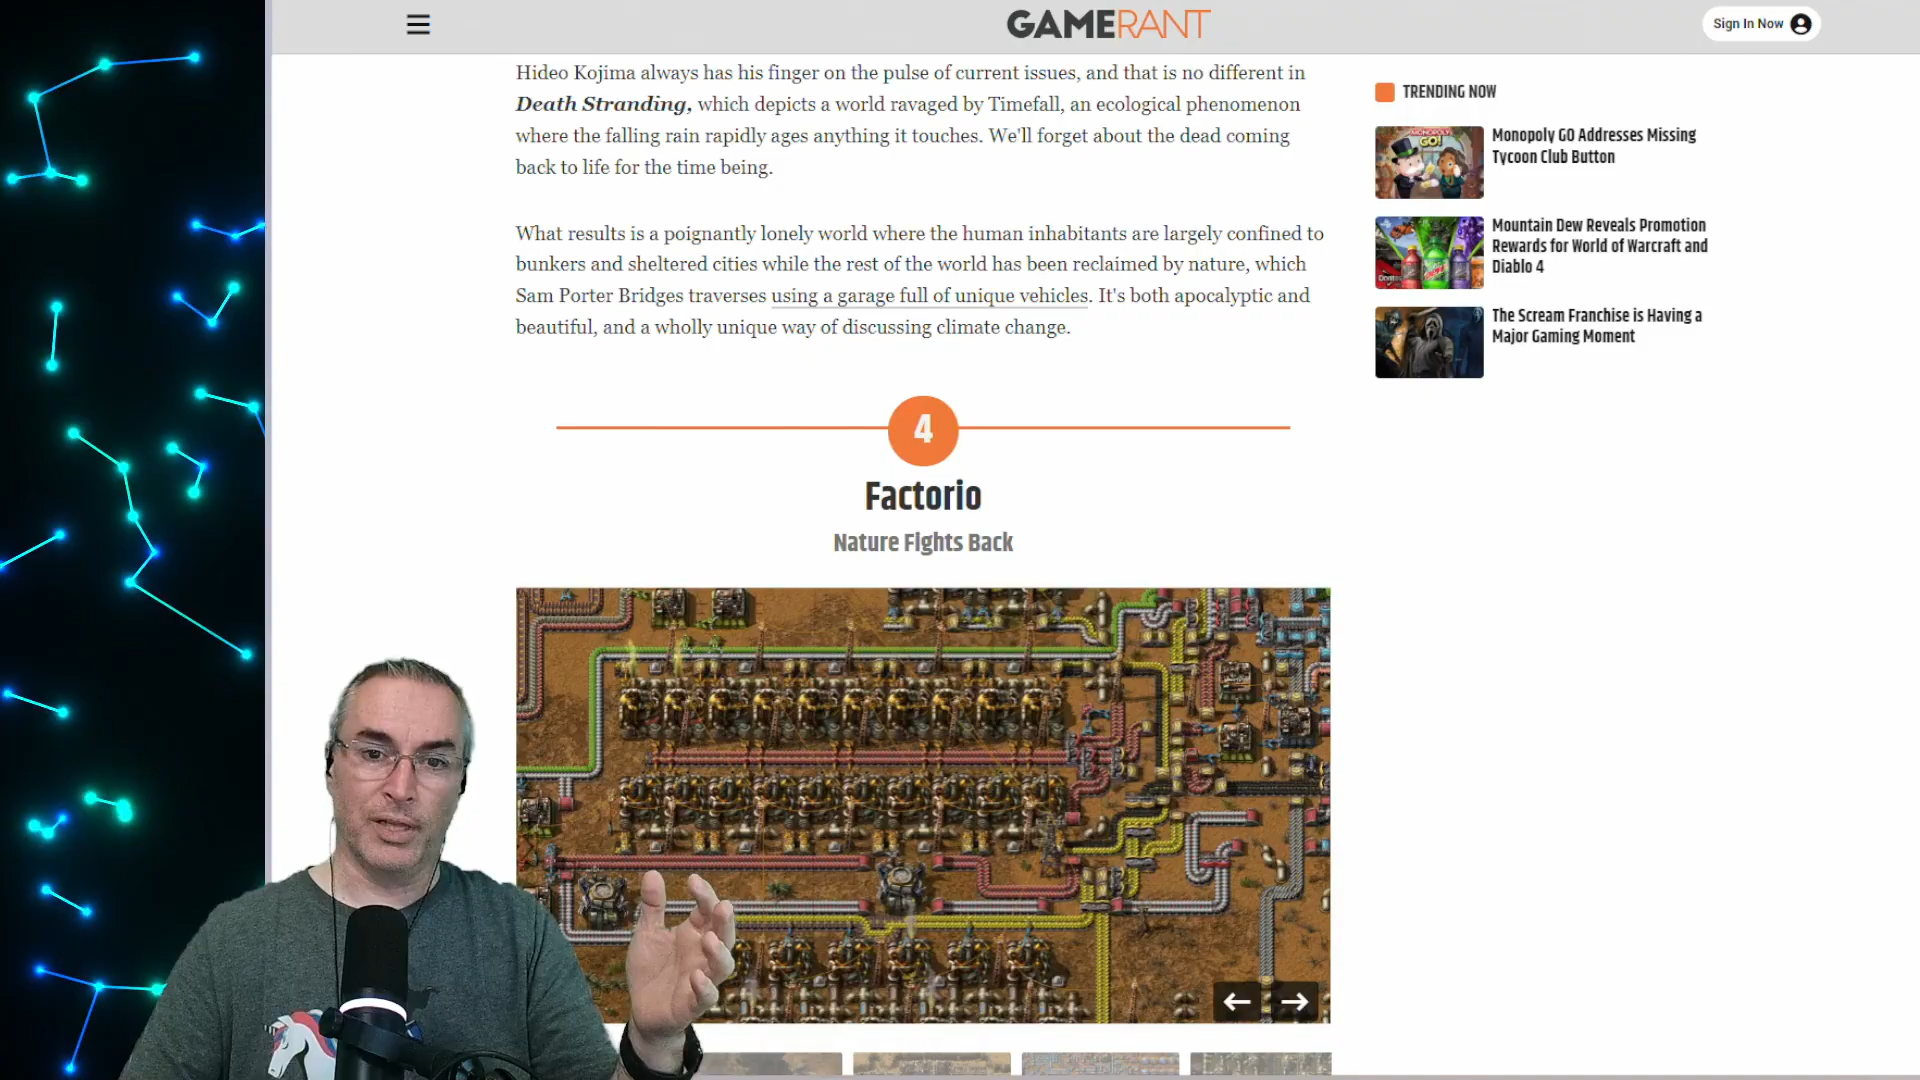 GAMERANT
Sign In Now
Hideo Kojima always has his finger on the pulse of current issues, and that is no different in
Death Stranding, which depicts a world ravaged by Timefall, an ecological phenomenon
where the falling rain rapidly ages anything it touches. We'll forget about the dead coming
back to life for the time being.
What results is a poignantly lonely world where the human inhabitants are largely confined to
bunkers and sheltered cities while the rest of the world has been reclaimed by nature, which
Sam Porter Bridges traverses using a garage full of unique vehicles. It's both apocalyptic and
beautiful, and a wholly unique way of discussing climate change.
4
Factorio
Nature Fights Back
TRENDING NOW
MONOPOLY
GO!
Monopoly GO Addresses Missing
Tycoon Club Button
Mountain Dew Reveals Promotion
Rewards for World of Warcraft and
Diablo 4
The Scream Franchise is Having a
Major Gaming Moment